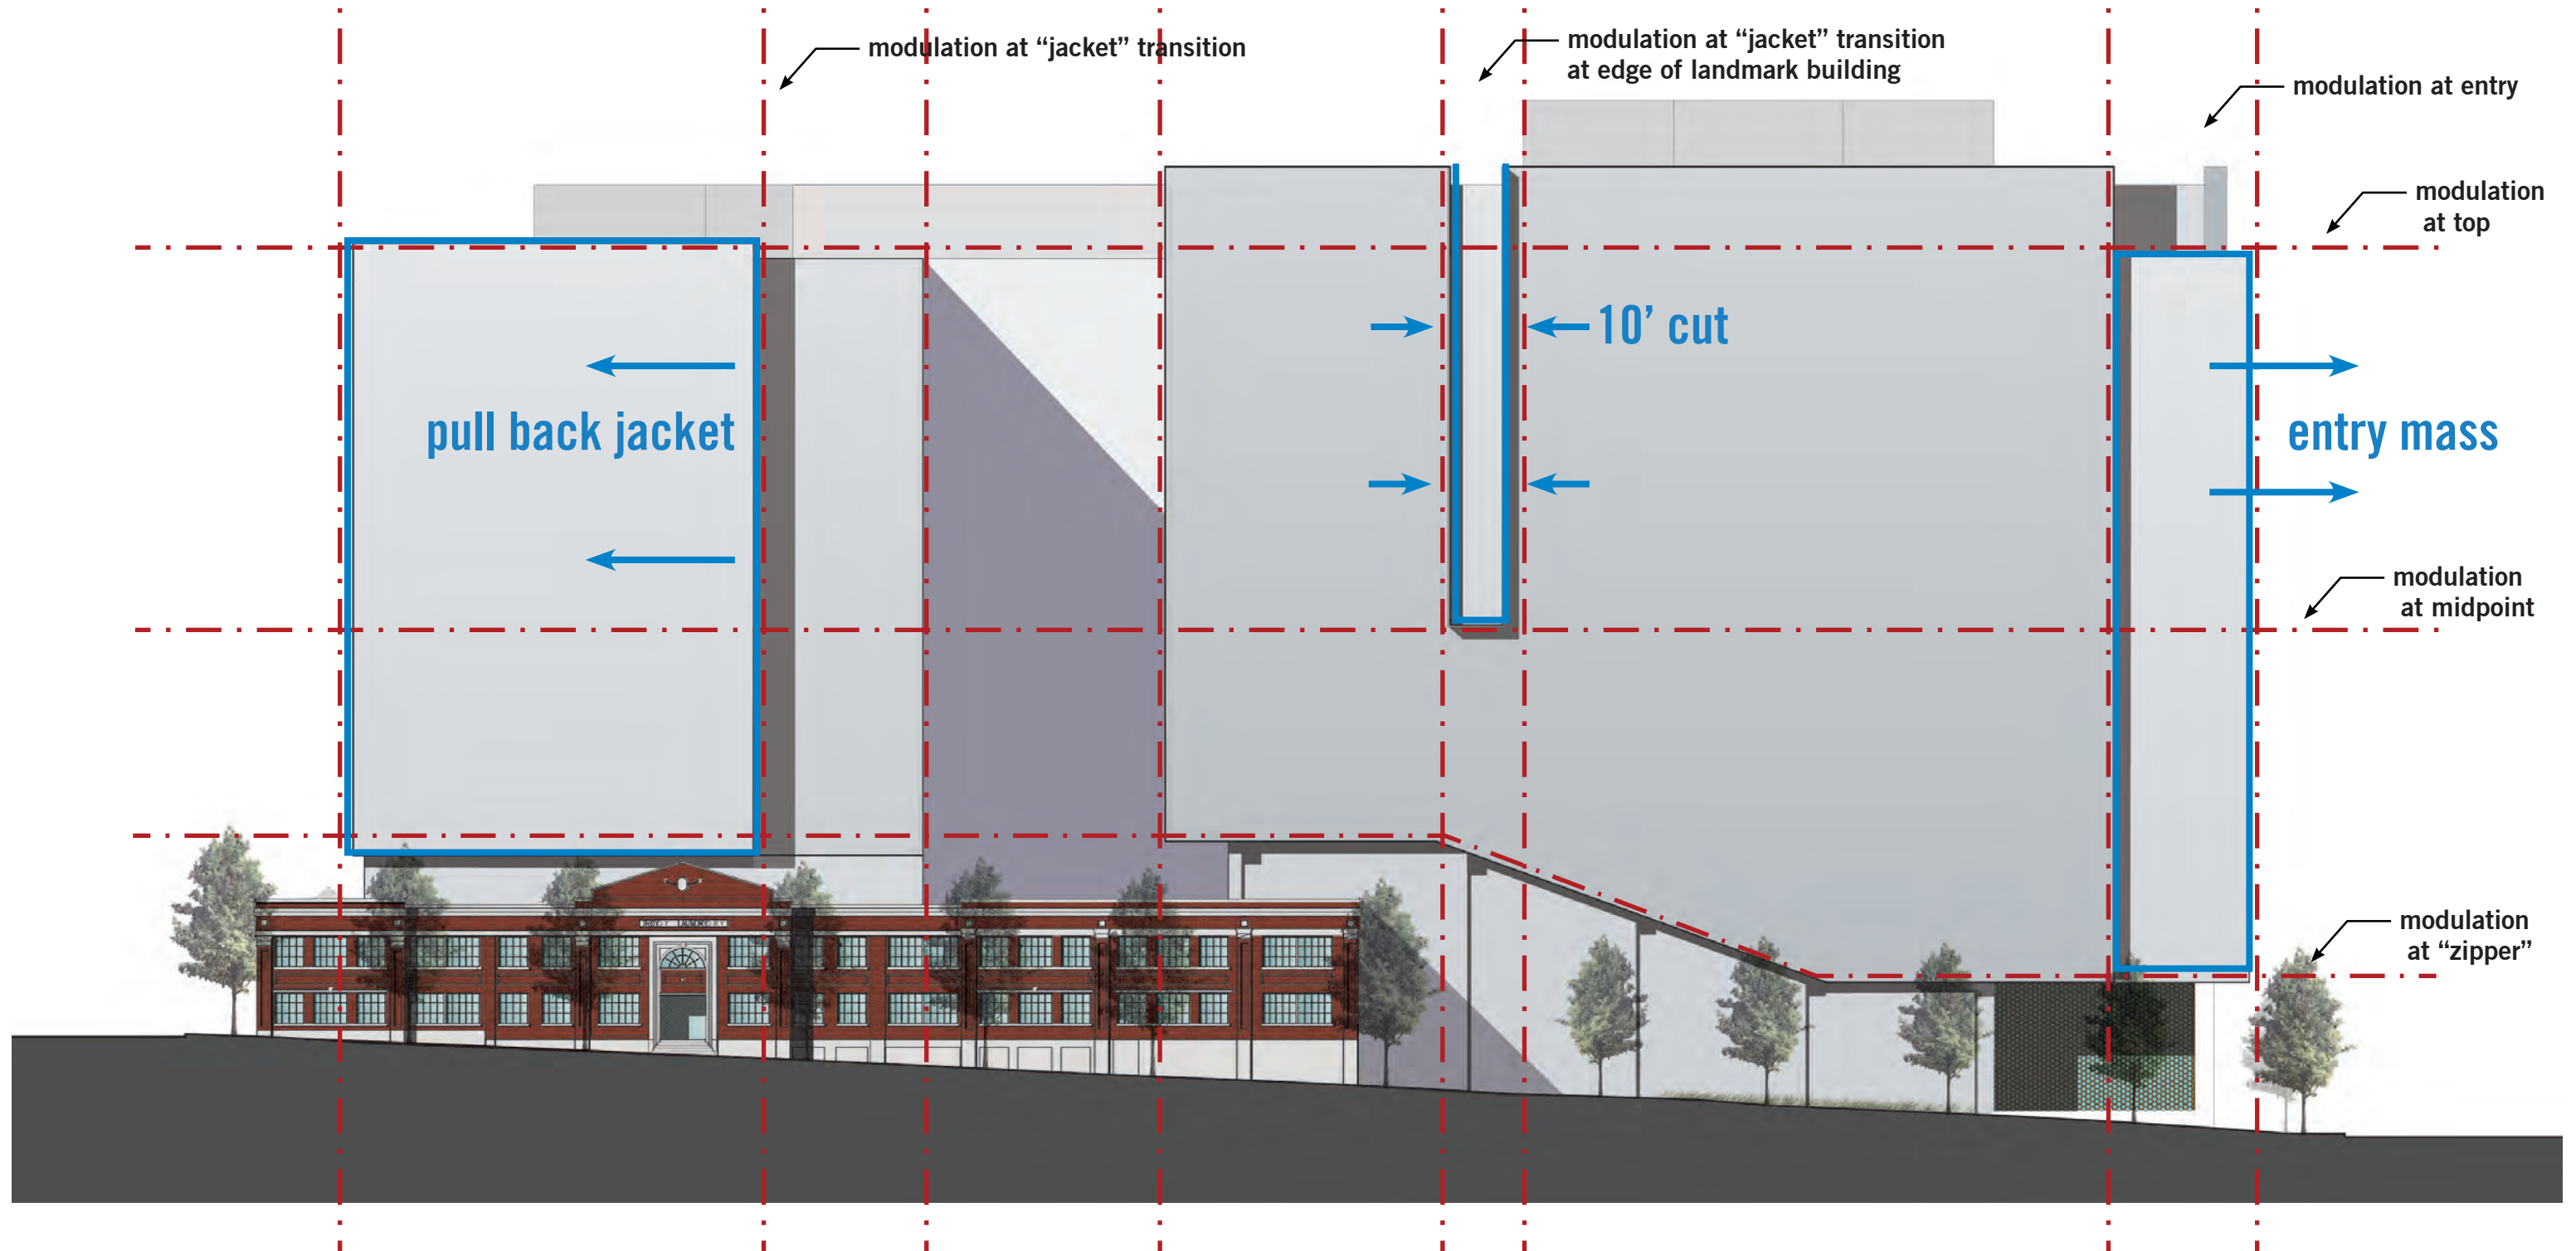 modulation at “jacket” transition
modulation at “jacket” transition
at edge of landmark building
modulation at entry
modulation
at top
10’ cut
pull back jacket
entry mass
modulation
at midpoint
modulation
at “zipper”